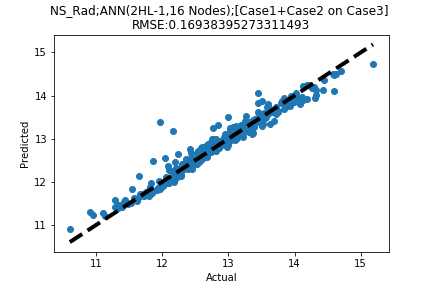 NS_Rad;ANN(2HL-1,16 Nodes);[Case1+Case2 on Case3]
RMSE:0.16938395273311493
15
14
13
12
11
Predicted
11
12
13
14
15
Actual